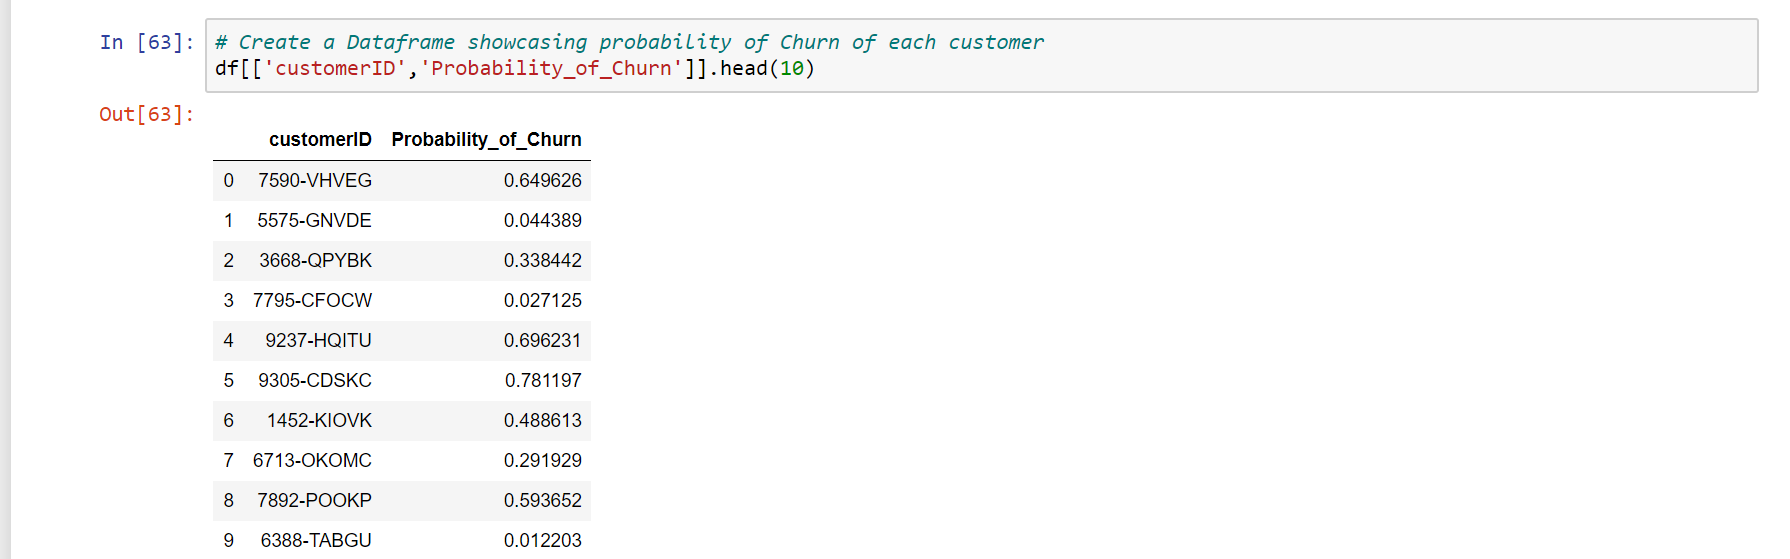 In [63]: # Create a Dataframe showcasing probability of Churn of each customer
df[['customerID','Probability_of_Churn']].head(10)
Out[63]:
customerID Probability_of_Churn
0 7590-VHVEG 0.649626
1 5575-GNVDE 0.044389
2 3668-QPYBK 0.338442
3 7795-CFOCW 0.027125
4 9237-HQITU 0.696231
5 9305-CDSKC 0.781197
6 1452-KIOVK 0.488613
7 6713-OKOMC 0.291929
8 7892-POOKP 0.593652
9 6388-TABGU 0.012203